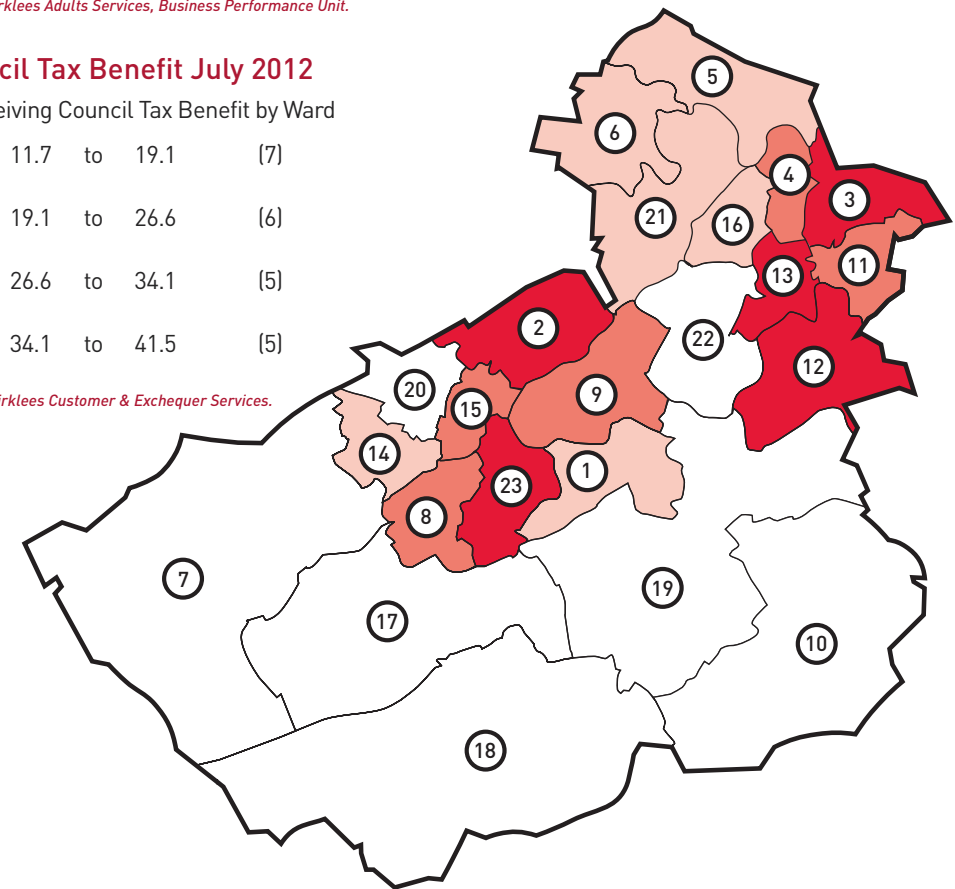 rklees Adults Services, Business Performance Unit.
cil Tax Benefit July 2012
eiving Council Tax Benefit by Ward
11.7 to 19.1 (7)
19.1 to 26.6 (6)
26.6 to 34.1 (5)
34.1 to 41.5 (5)
irklees Customer & Exchequer Services.
5
6
4
3
21
16
11
13
2
22
12
20
9
15
14
1
23
8
7
19
17
10
18